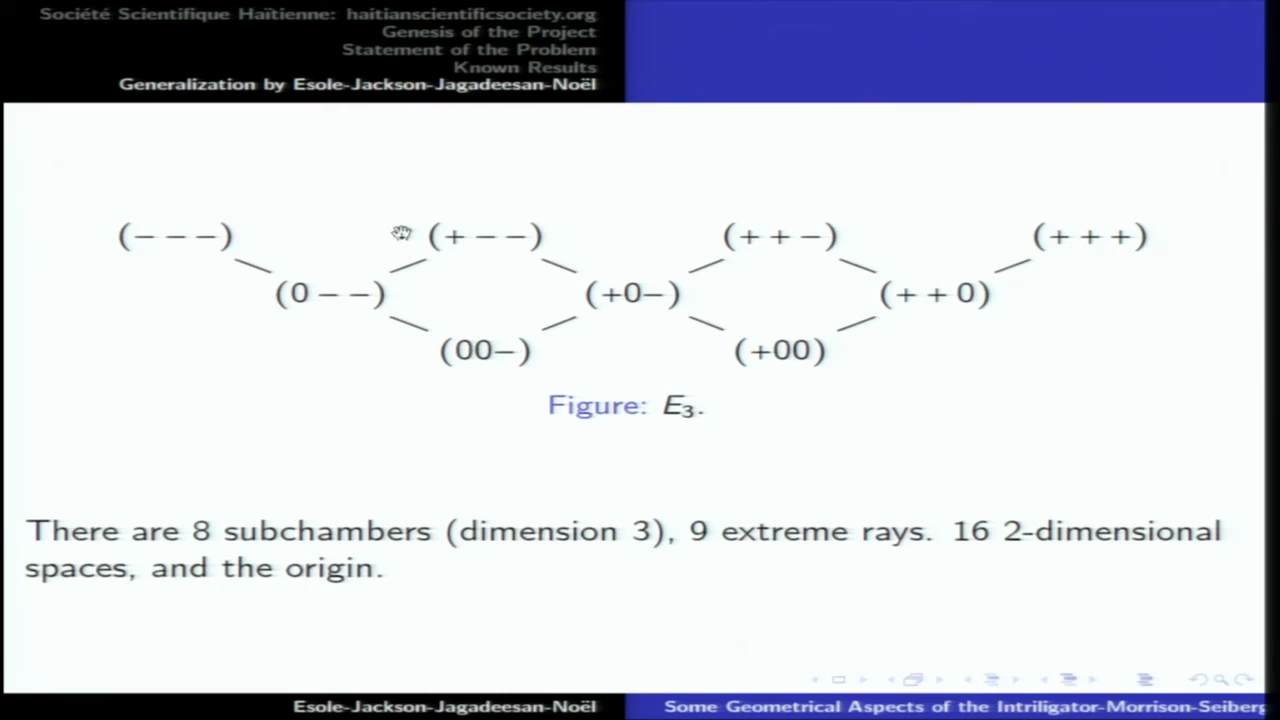 Société Scientifique Haïtienne: haitianscientificsociety.org
Genesis of the Project
Statement of the Problem
Known Results
Generalization by Esole-Jackson-Jagadeesan-Noël
(− − −) (+ − −) (+ + −) (+ + +)
(0 − −) (+0−) (+ + 0)
(00−) (+00)
Figure: E₃.
There are 8 subchambers (dimension 3), 9 extreme rays. 16 2-dimensional
spaces, and the origin.
Esole-Jackson-Jagadeesan-Noël Some Geometrical Aspects of the Intriligator-Morrison-Seiberg